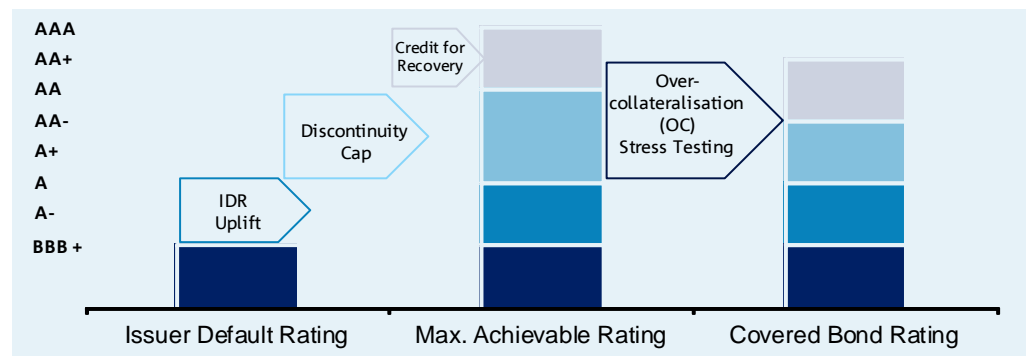 AAA
AA+
AA
AA-
A+
A
A-
BBB +
Credit for
Recovery
Discontinuity
Cap
IDR
Uplift
Over-
collateralisation
(OC)
Stress Testing
Issuer Default Rating
Max. Achievable Rating
Covered Bond Rating